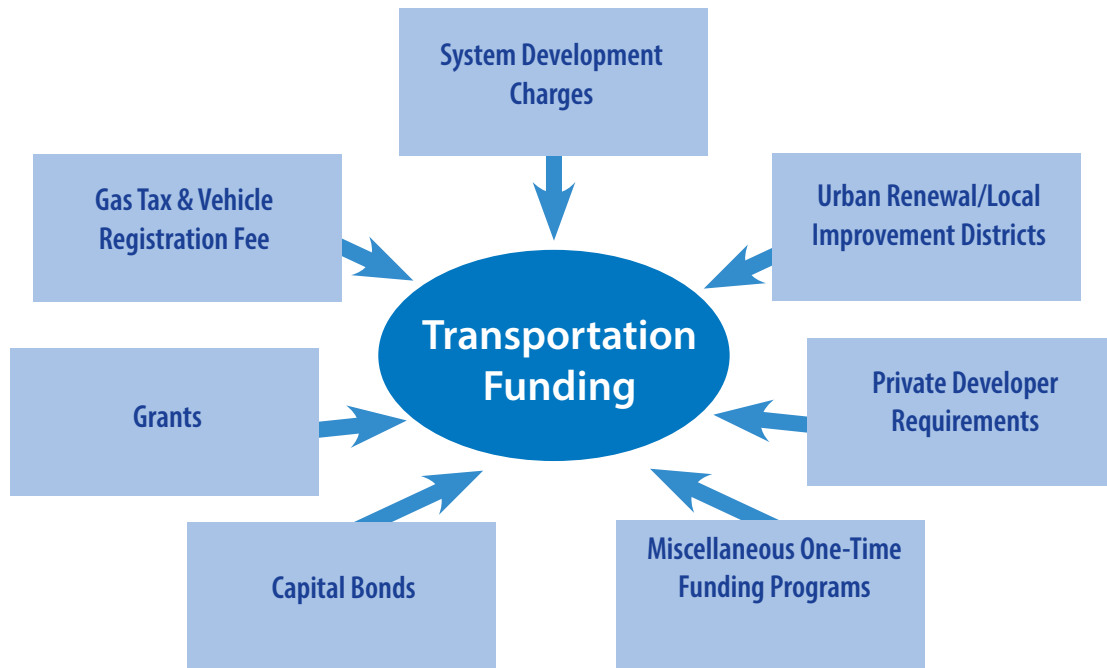 System Development
Charges
Gas Tax & Vehicle
Registration Fee
Urban Renewal/Local
Improvement Districts
Transportation
Funding
Grants
Private Developer
Requirements
Capital Bonds
Miscellaneous One-Time
Funding Programs